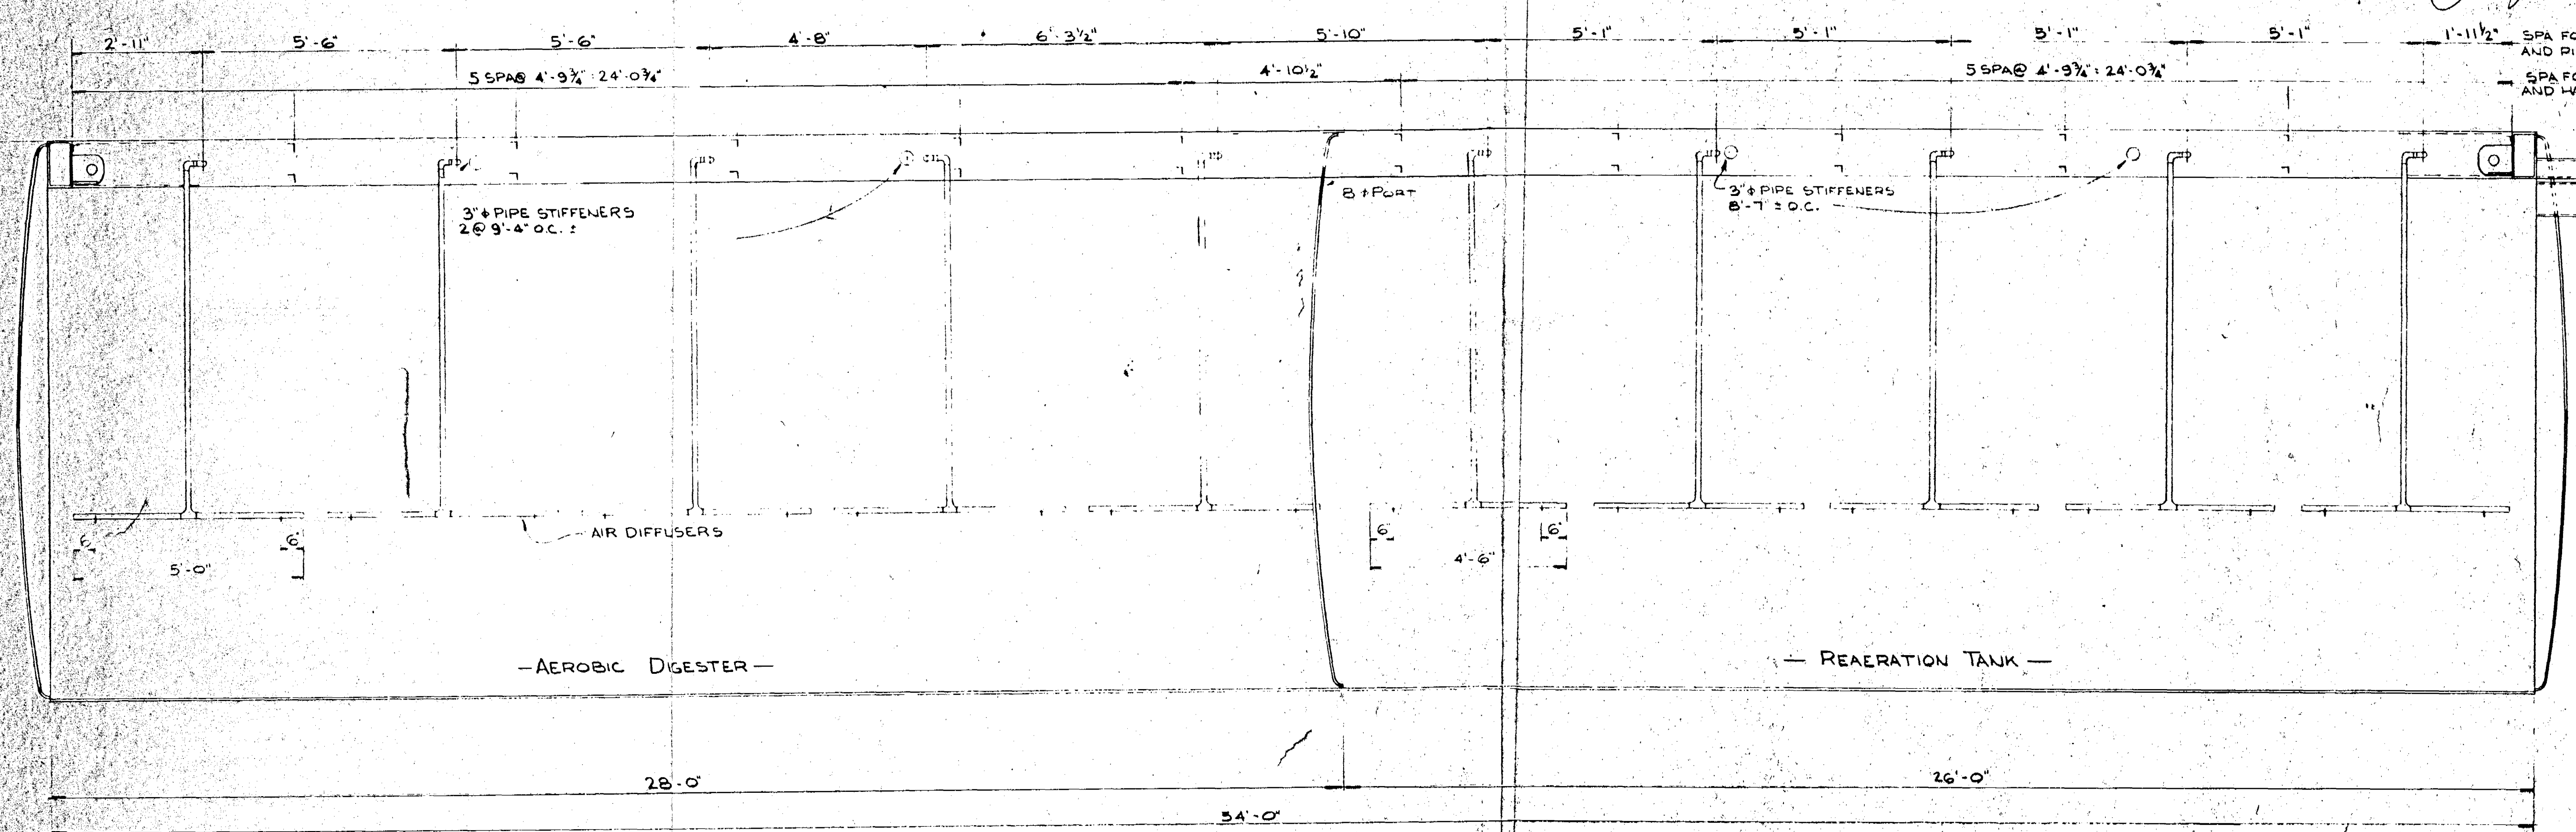 2'-11" 5'-6" 5'-6" 4'-8" 6'-3½" 5'-10" 5'-1" 5'-1" 5'-1" 5'-1" 1'-11½" SPA FO
AND PI
5 SPA@ 4'-9¾" : 24'-0¾" 4'-10½" 5 SPA@ 4'-9¾" : 24'-0¾" SPA FO
AND HA
8"ϕ PORT
3"ϕ PIPE STIFFENERS
8'-7" ± O.C.
3"ϕ PIPE STIFFENERS
2@ 9'-4" O.C. ±
AIR DIFFUSERS
6" 6" 6" 6"
5'-0" 4'-6"
-AEROBIC DIGESTER-
- REAERATION TANK -
28'-0" 26'-0"
54'-0"